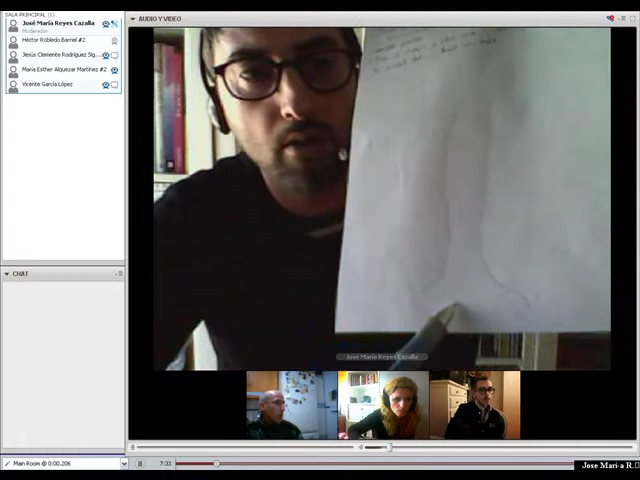 SALA PRINCIPAL (5)
José María Reyes Cazalla
Moderador
Héctor Robledo Barriel #2
Jesús Clemente Rodríguez Sig...
Maria Esther Alquezar Martínez #2
Vicente García López
CHAT
AUDIO Y VIDEO
José María Reyes Cazalla
Main Room @ 0:00.206
7:33
Jose Mari-a R.